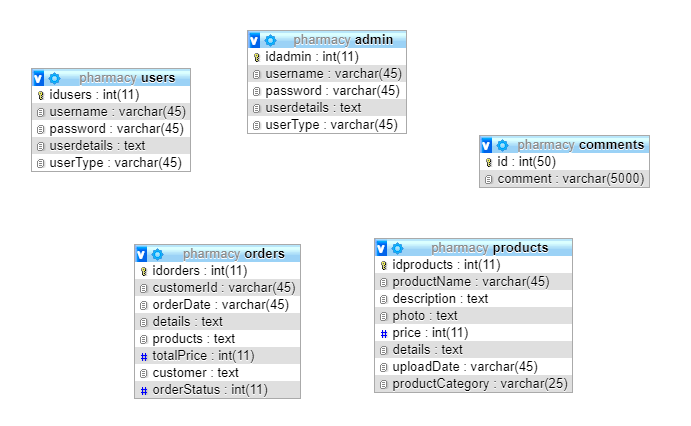 pharmacy admin
idadmin : int(11)
username : varchar(45)
password : varchar(45)
userdetails : text
userType : varchar(45)
pharmacy users
idusers : int(11)
username : varchar(45)
password : varchar(45)
userdetails : text
userType : varchar(45)
pharmacy comments
id : int(50)
comment : varchar(5000)
pharmacy orders
idorders : int(11)
customerId : varchar(45)
orderDate : varchar(45)
details : text
products : text
# totalPrice : int(11)
customer : text
# orderStatus : int(11)
pharmacy products
idproducts : int(11)
productName : varchar(45)
description : text
photo : text
# price : int(11)
details : text
uploadDate : varchar(45)
productCategory : varchar(25)